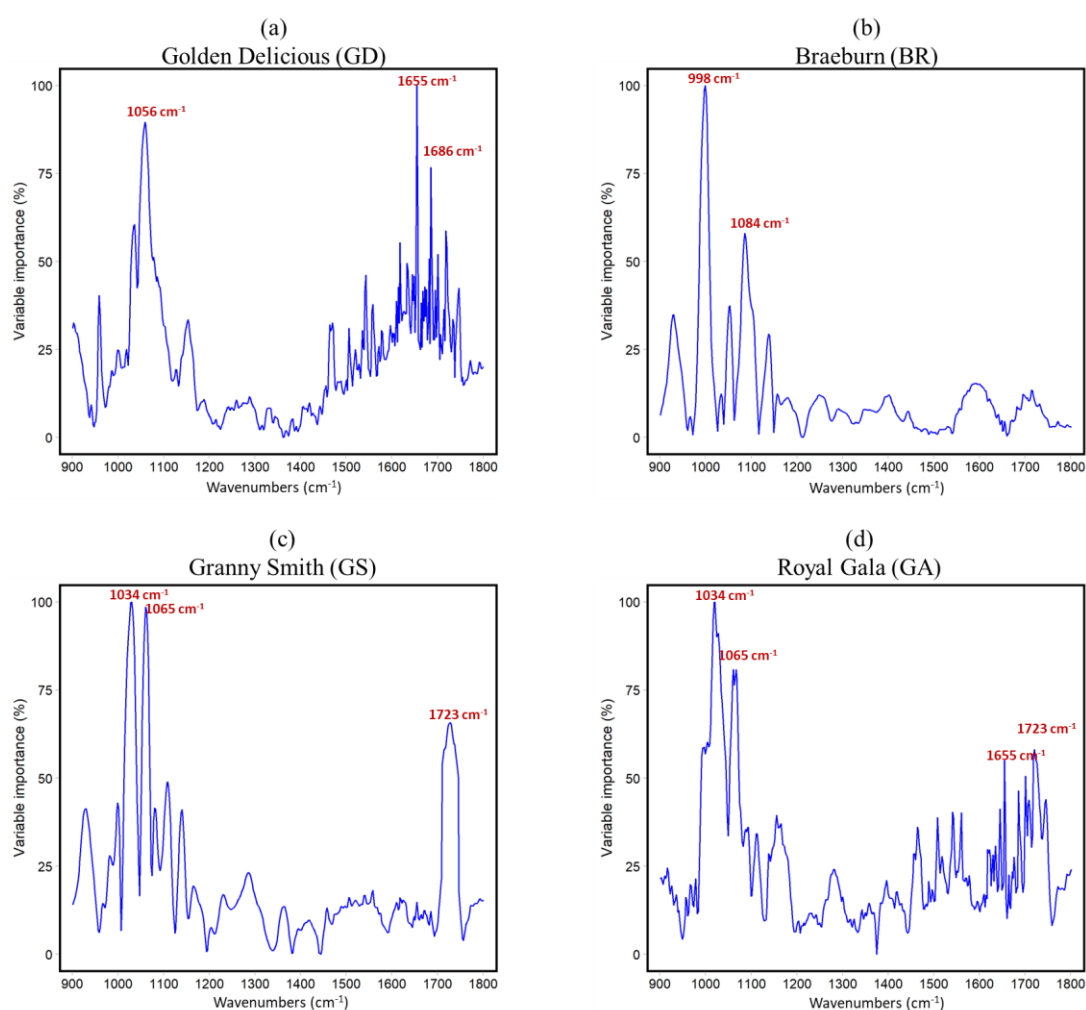 (a)
Golden Delicious (GD)
1056 cm⁻¹
1655 cm⁻¹
1686 cm⁻¹
Variable importance (%)
100
75
50
25
0
900 1000 1100 1200 1300 1400 1500 1600 1700 1800
Wavenumbers (cm⁻¹)
(b)
Braeburn (BR)
998 cm⁻¹
1084 cm⁻¹
Variable importance (%)
100
75
50
25
0
900 1000 1100 1200 1300 1400 1500 1600 1700 1800
Wavenumbers (cm⁻¹)
(c)
Granny Smith (GS)
1034 cm⁻¹
1065 cm⁻¹
1723 cm⁻¹
Variable importance (%)
100
75
50
25
0
900 1000 1100 1200 1300 1400 1500 1600 1700 1800
Wavenumbers (cm⁻¹)
(d)
Royal Gala (GA)
1034 cm⁻¹
1065 cm⁻¹
1723 cm⁻¹
1655 cm⁻¹
Variable importance (%)
100
75
50
25
0
900 1000 1100 1200 1300 1400 1500 1600 1700 1800
Wavenumbers (cm⁻¹)